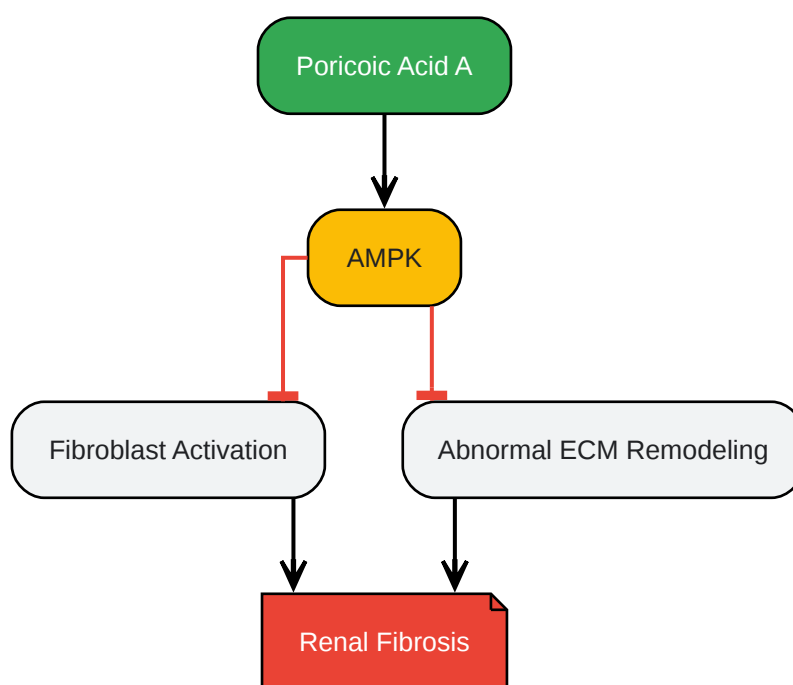 Poricoic Acid A
AMPK
Fibroblast Activation
Abnormal ECM Remodeling
Renal Fibrosis